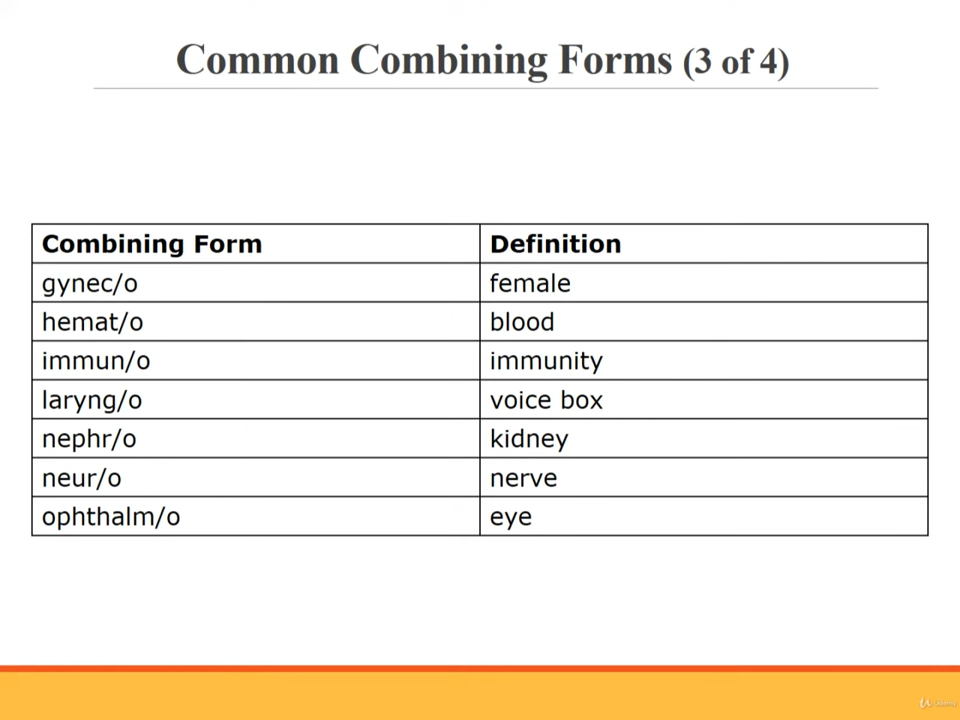 Common Combining Forms (3 of 4)
Combining Form Definition
gynec/o female
hemat/o blood
immun/o immunity
laryng/o voice box
nephr/o kidney
neur/o nerve
ophthalm/o eye
Udemy